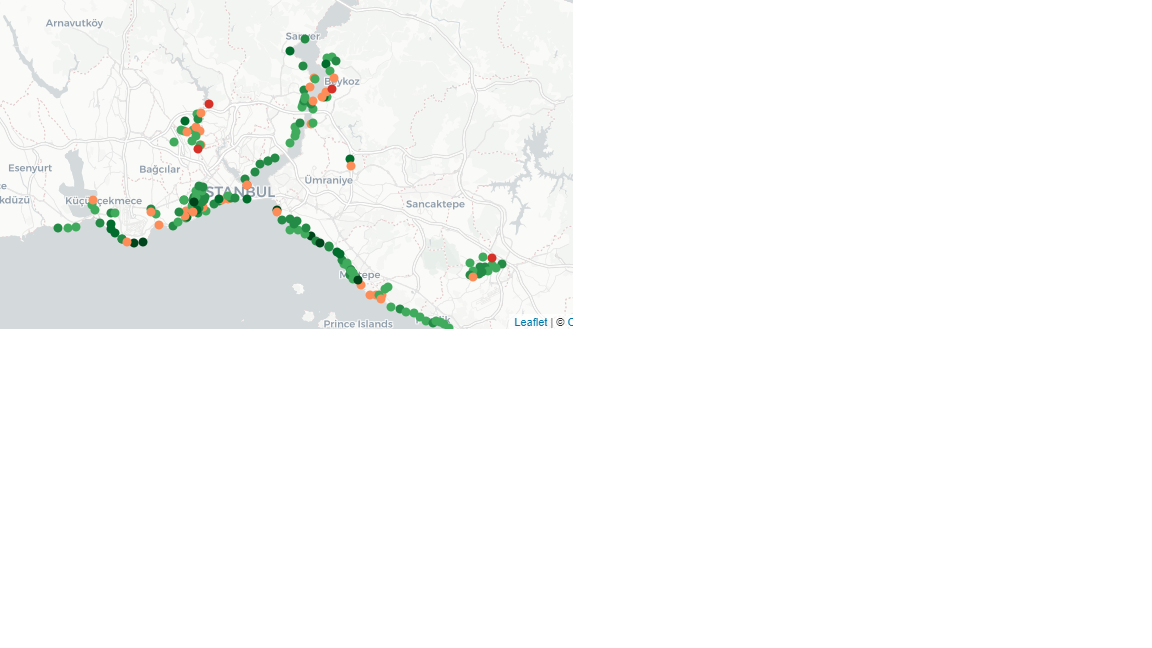 Arnavutköy
Sarıyer
Beykoz
Esenyurt
Bağcılar
Ümraniye
kdüzü
Küçükçekmece
STANBUL
Sancaktepe
Maltepe
Prince Islands
Leaflet | © C